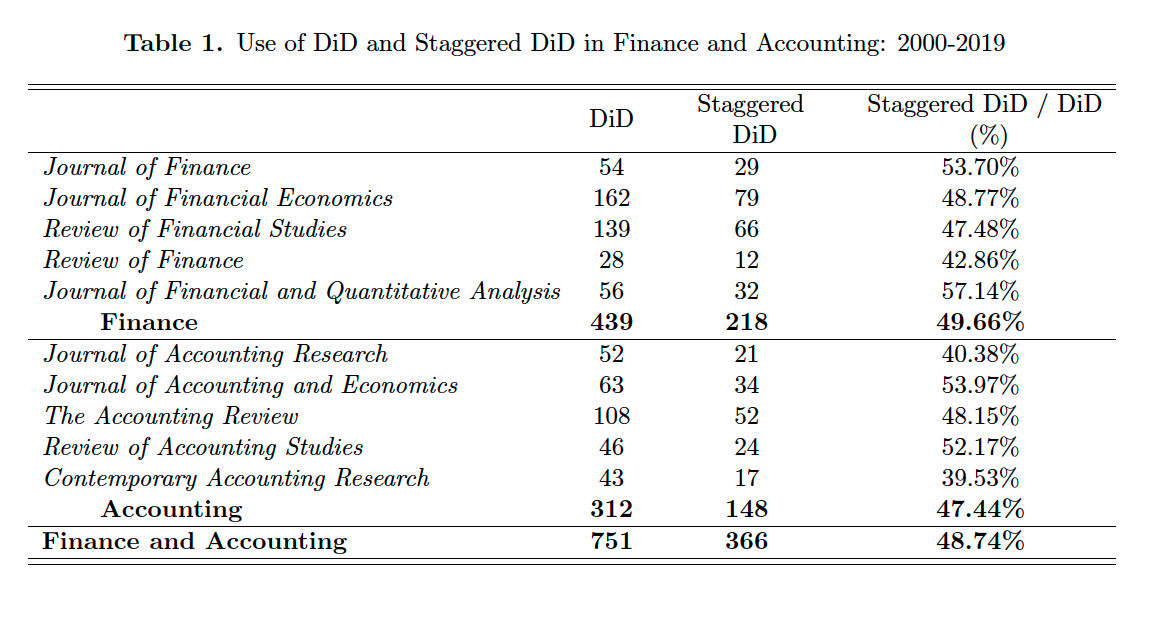 Table 1. Use of DiD and Staggered DiD in Finance and Accounting: 2000-2019
DiD Staggered DiD Staggered DiD / DiD (%)
Journal of Finance 54 29 53.70%
Journal of Financial Economics 162 79 48.77%
Review of Financial Studies 139 66 47.48%
Review of Finance 28 12 42.86%
Journal of Financial and Quantitative Analysis 56 32 57.14%
Finance 439 218 49.66%
Journal of Accounting Research 52 21 40.38%
Journal of Accounting and Economics 63 34 53.97%
The Accounting Review 108 52 48.15%
Review of Accounting Studies 46 24 52.17%
Contemporary Accounting Research 43 17 39.53%
Accounting 312 148 47.44%
Finance and Accounting 751 366 48.74%